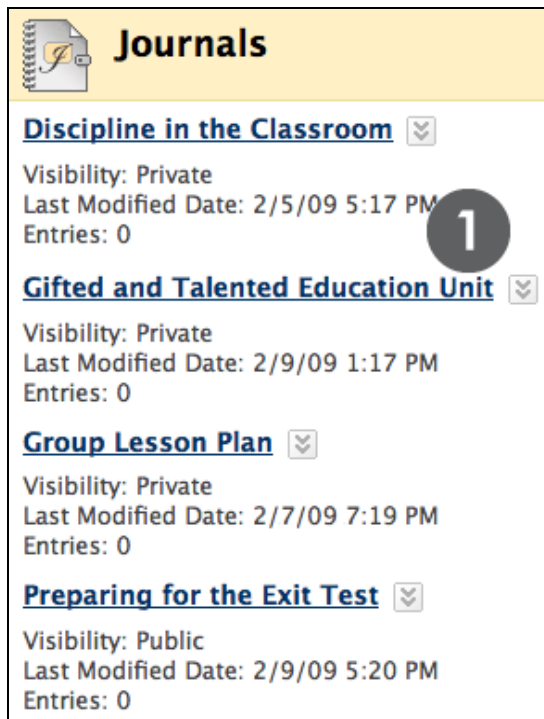 Journals
Discipline in the Classroom
Visibility: Private
Last Modified Date: 2/5/09 5:17 PM
1
Entries: 0
Gifted and Talented Education Unit
Visibility: Private
Last Modified Date: 2/9/09 1:17 PM
Entries: 0
Group Lesson Plan
Visibility: Private
Last Modified Date: 2/7/09 7:19 PM
Entries: 0
Preparing for the Exit Test
Visibility: Public
Last Modified Date: 2/9/09 5:20 PM
Entries: 0